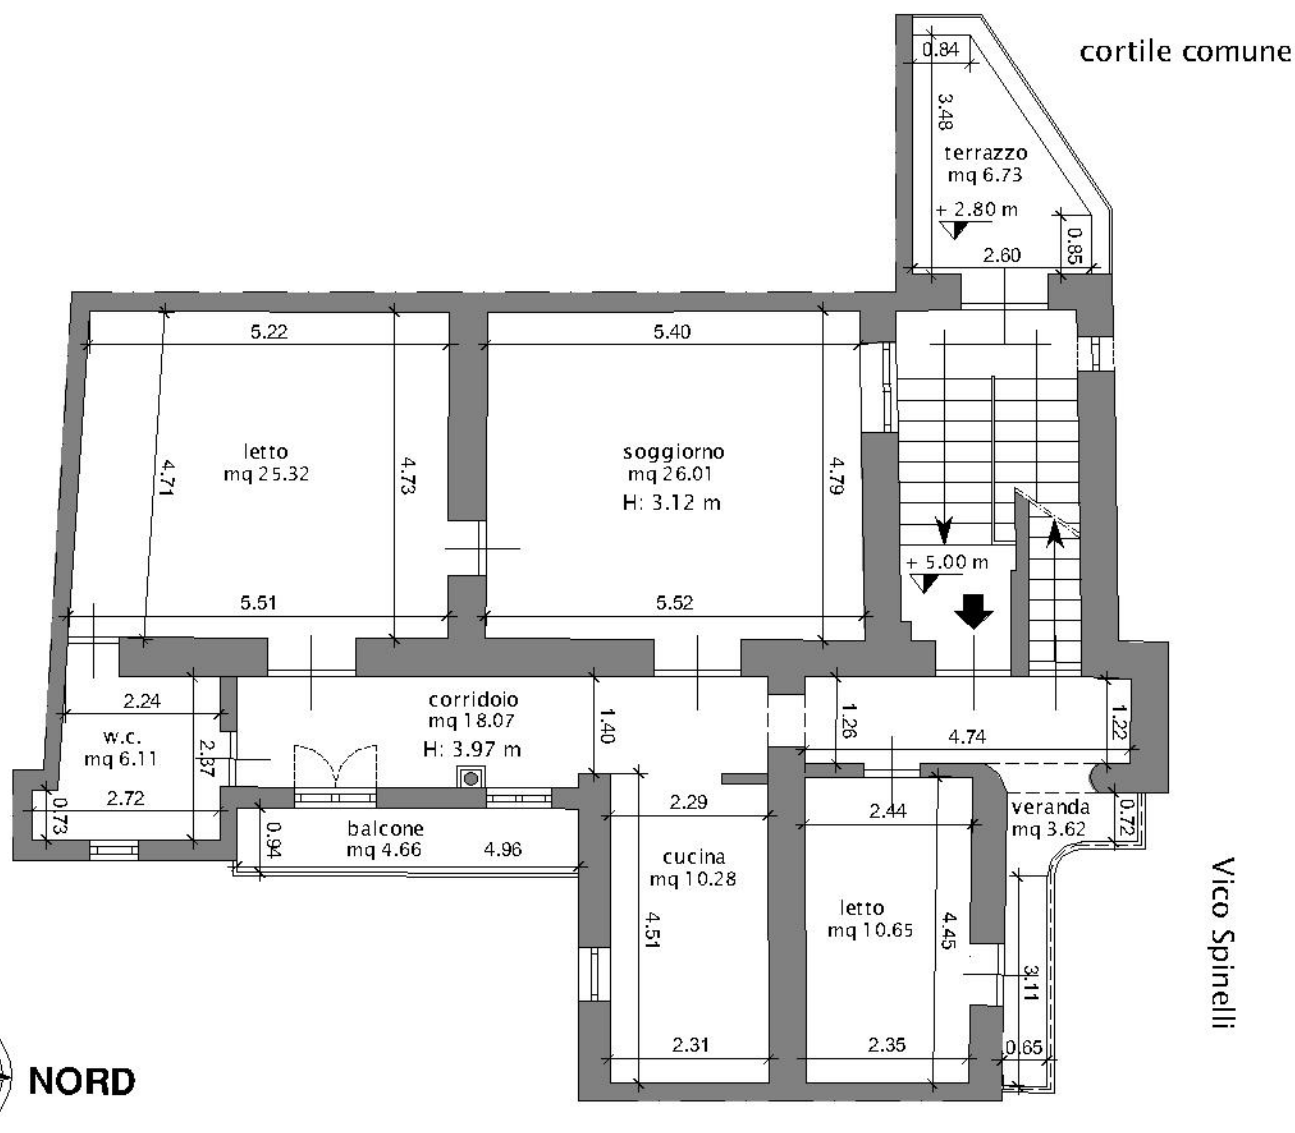 cortile comune
0.84
3.48
terrazzo
mq 6.73
+ 2.80 m
0.85
2.60
5.22
5.40
letto
mq 25.32
4.71
4.73
soggiorno
mq 26.01
H: 3.12 m
4.79
+ 5.00 m
5.51
5.52
2.24
w.c.
mq 6.11
2.37
corridoio
mq 18.07
H: 3.97 m
1.40
1.26
4.74
1.22
2.72
0.73
0.94
balcone
mq 4.66
4.96
2.29
cucina
mq 10.28
4.51
2.31
2.44
letto
mq 10.65
4.45
2.35
veranda
mq 3.62
0.72
3.11
0.65
Vico Spinelli
NORD